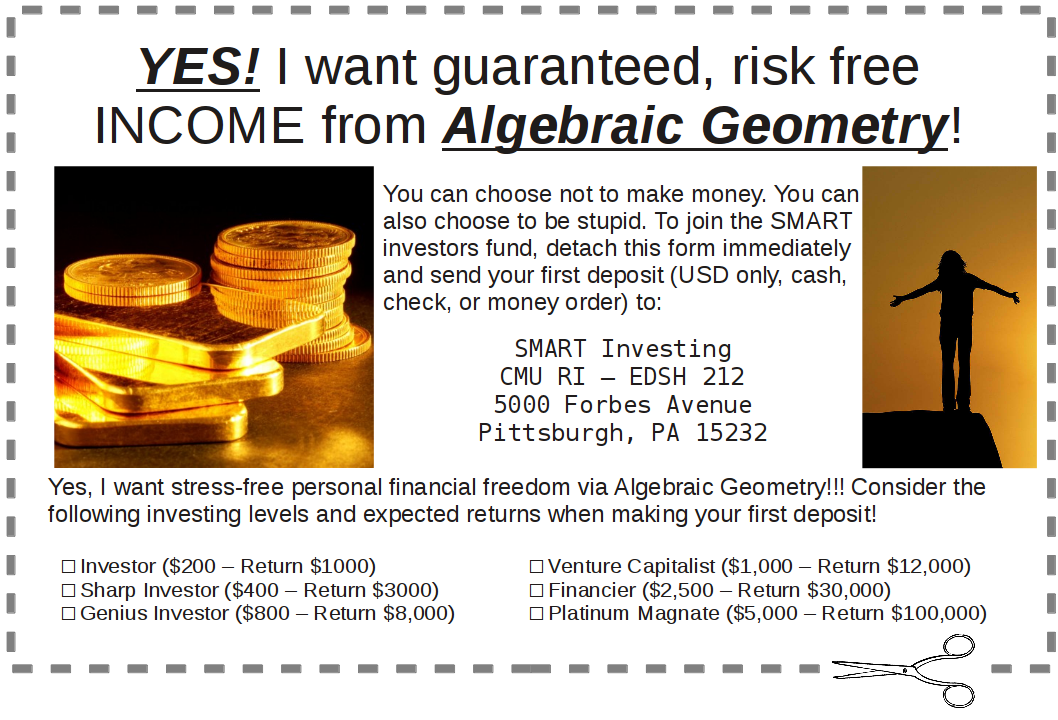 YES! I want guaranteed, risk free
INCOME from Algebraic Geometry!
You can choose not to make money. You can
also choose to be stupid. To join the SMART
investors fund, detach this form immediately
and send your first deposit (USD only, cash,
check, or money order) to:
SMART Investing
CMU RI – EDSH 212
5000 Forbes Avenue
Pittsburgh, PA 15232
Yes, I want stress-free personal financial freedom via Algebraic Geometry!!! Consider the
following investing levels and expected returns when making your first deposit!
☐ Investor ($200 – Return $1000)
☐ Sharp Investor ($400 – Return $3000)
☐ Genius Investor ($800 – Return $8,000)
☐ Venture Capitalist ($1,000 – Return $12,000)
☐ Financier ($2,500 – Return $30,000)
☐ Platinum Magnate ($5,000 – Return $100,000)